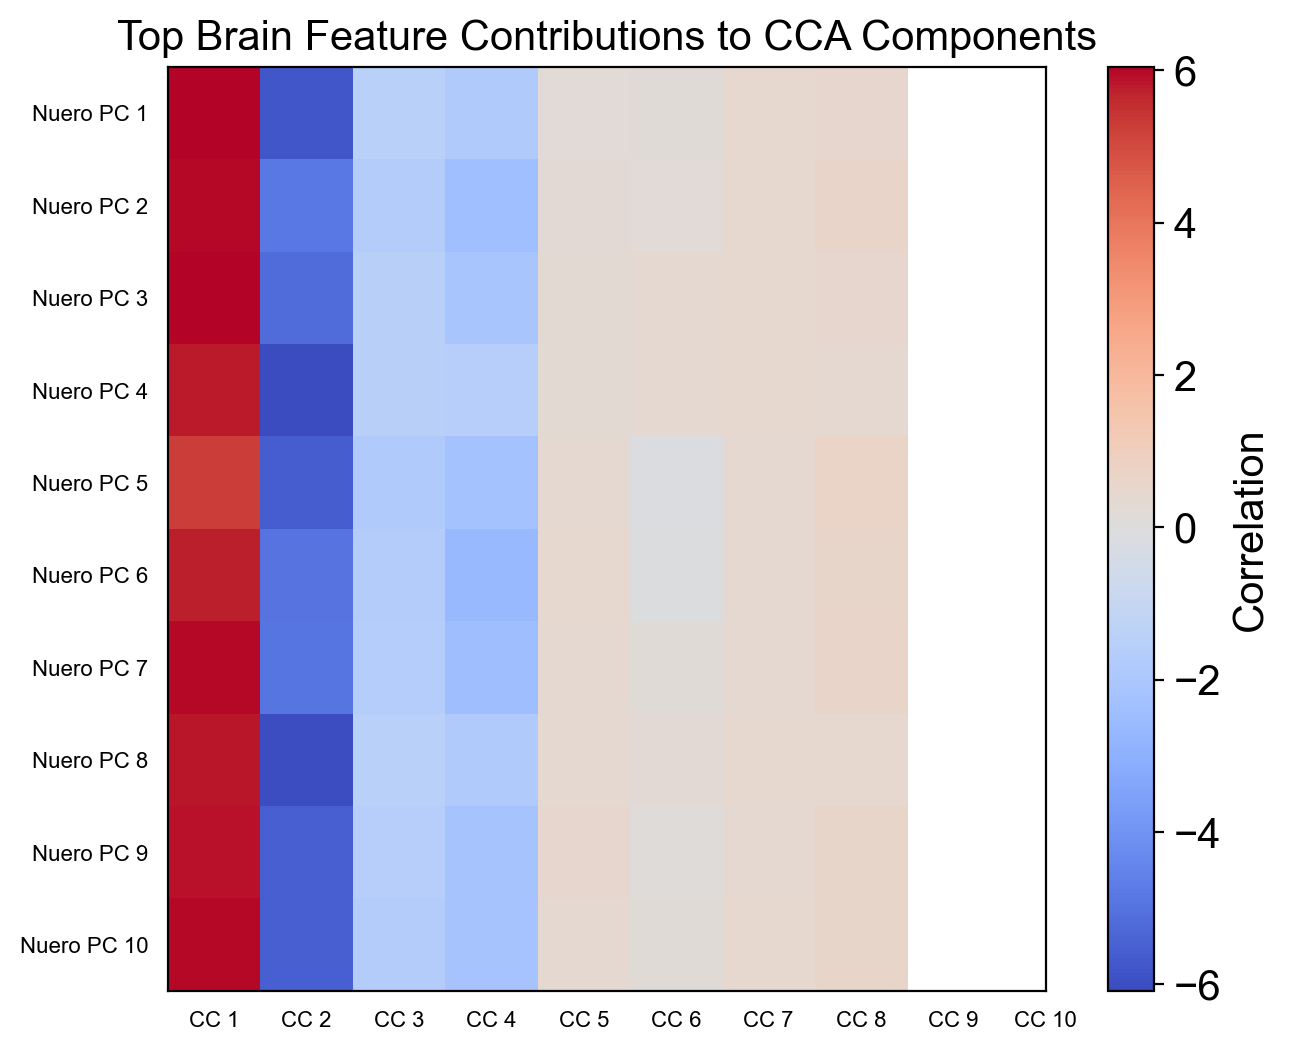 Top Brain Feature Contributions to CCA Components
Nuero PC 1
Nuero PC 2
Nuero PC 3
Nuero PC 4
Nuero PC 5
Nuero PC 6
Nuero PC 7
Nuero PC 8
Nuero PC 9
Nuero PC 10
CC 1 CC 2 CC 3 CC 4 CC 5 CC 6 CC 7 CC 8 CC 9 CC 10
6
4
2
0
−2
−4
−6
Correlation